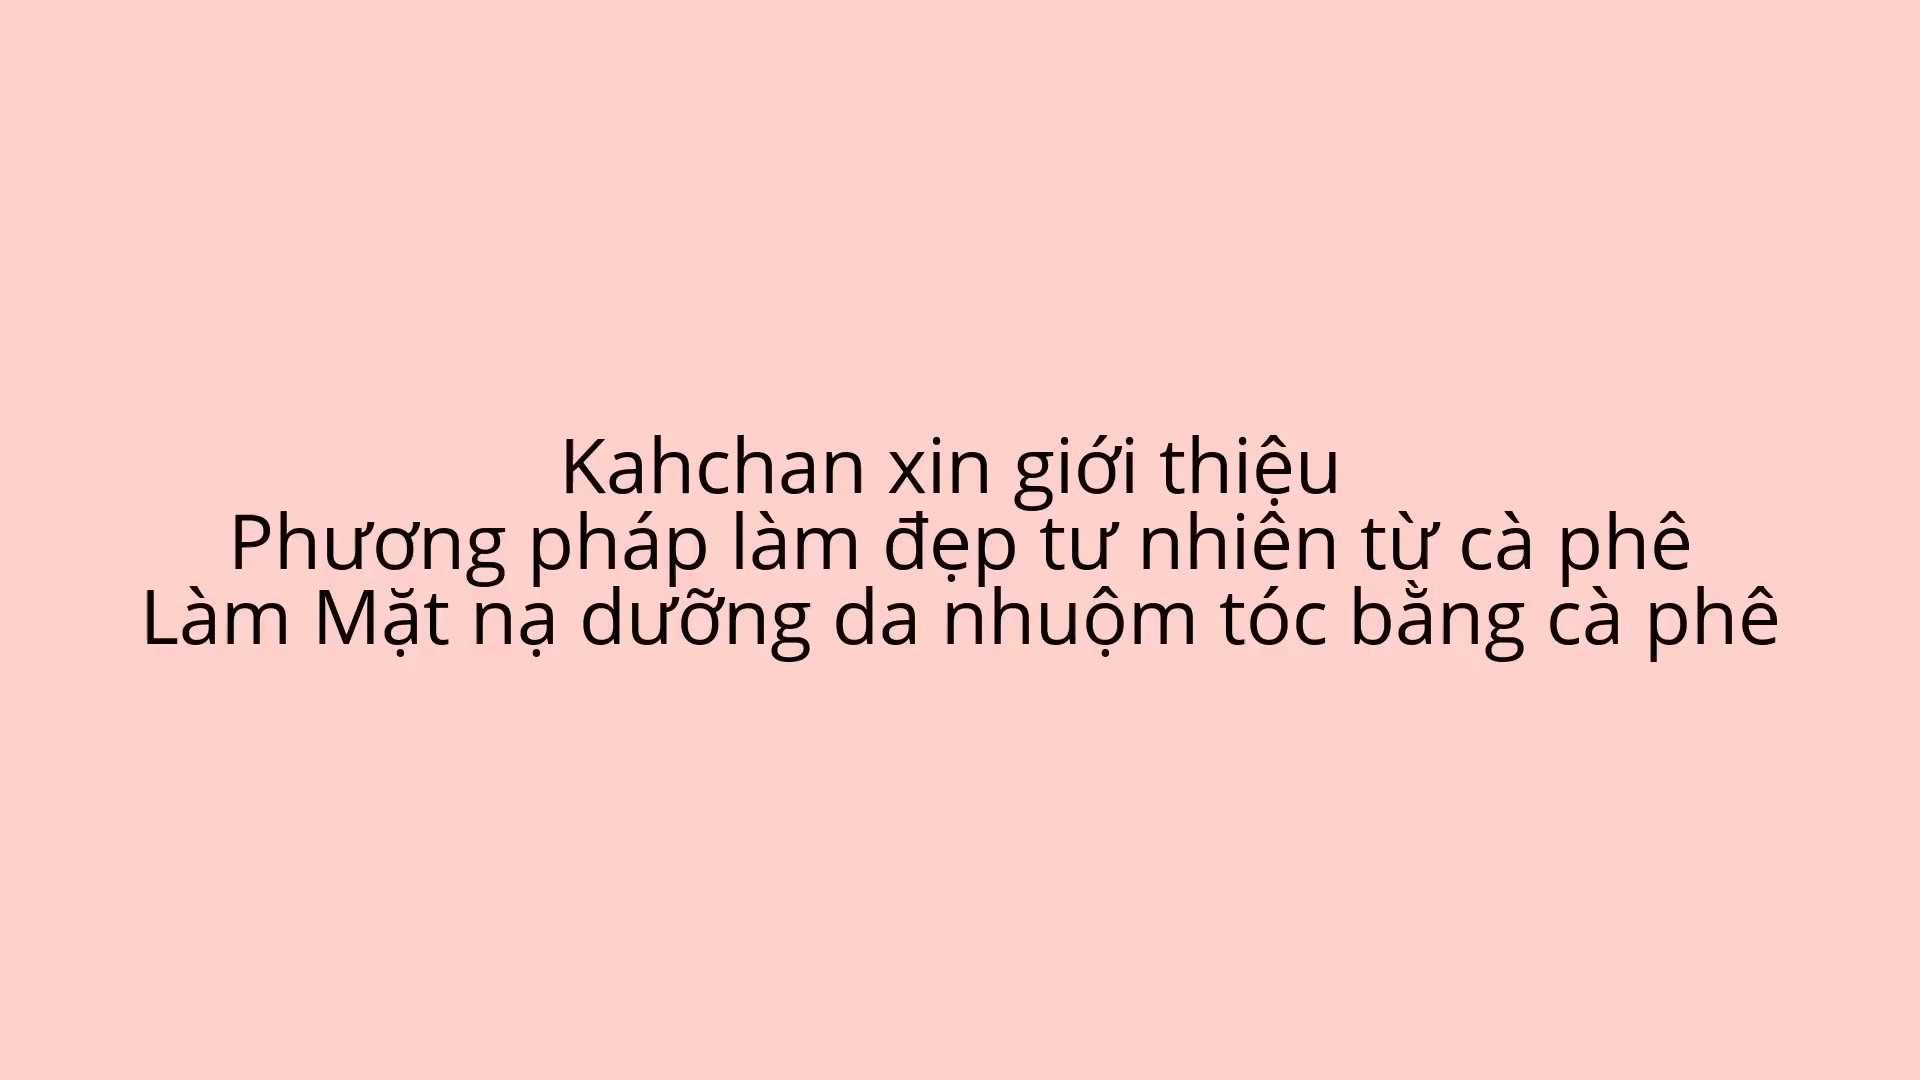 Kahchan xin giới thiệu
Phương pháp làm đẹp tư nhiên từ cà phê
Làm Mặt nạ dưỡng da nhuộm tóc bằng cà phê